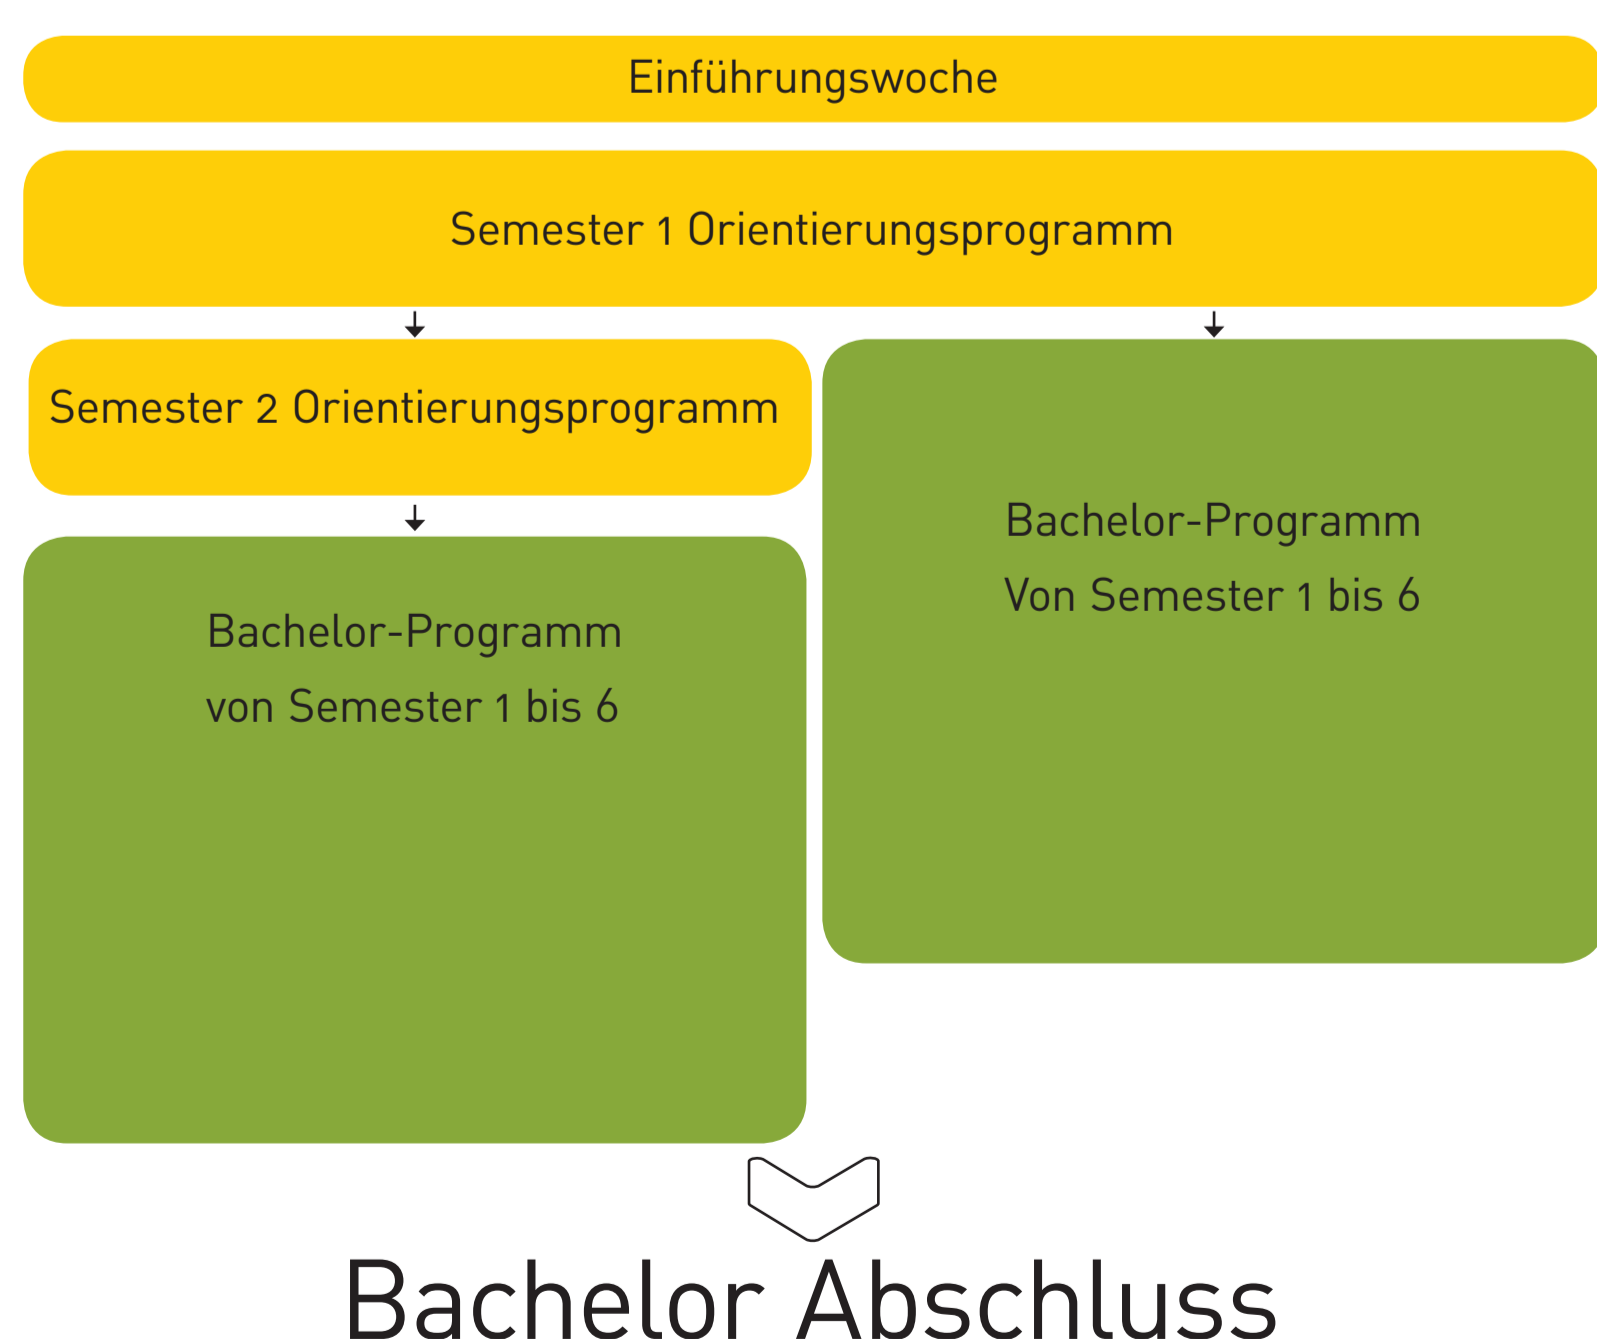 Einführungswoche
Semester 1 Orientierungsprogramm
Semester 2 Orientierungsprogramm
Bachelor-Programm
von Semester 1 bis 6
Bachelor-Programm
Von Semester 1 bis 6
Bachelor Abschluss